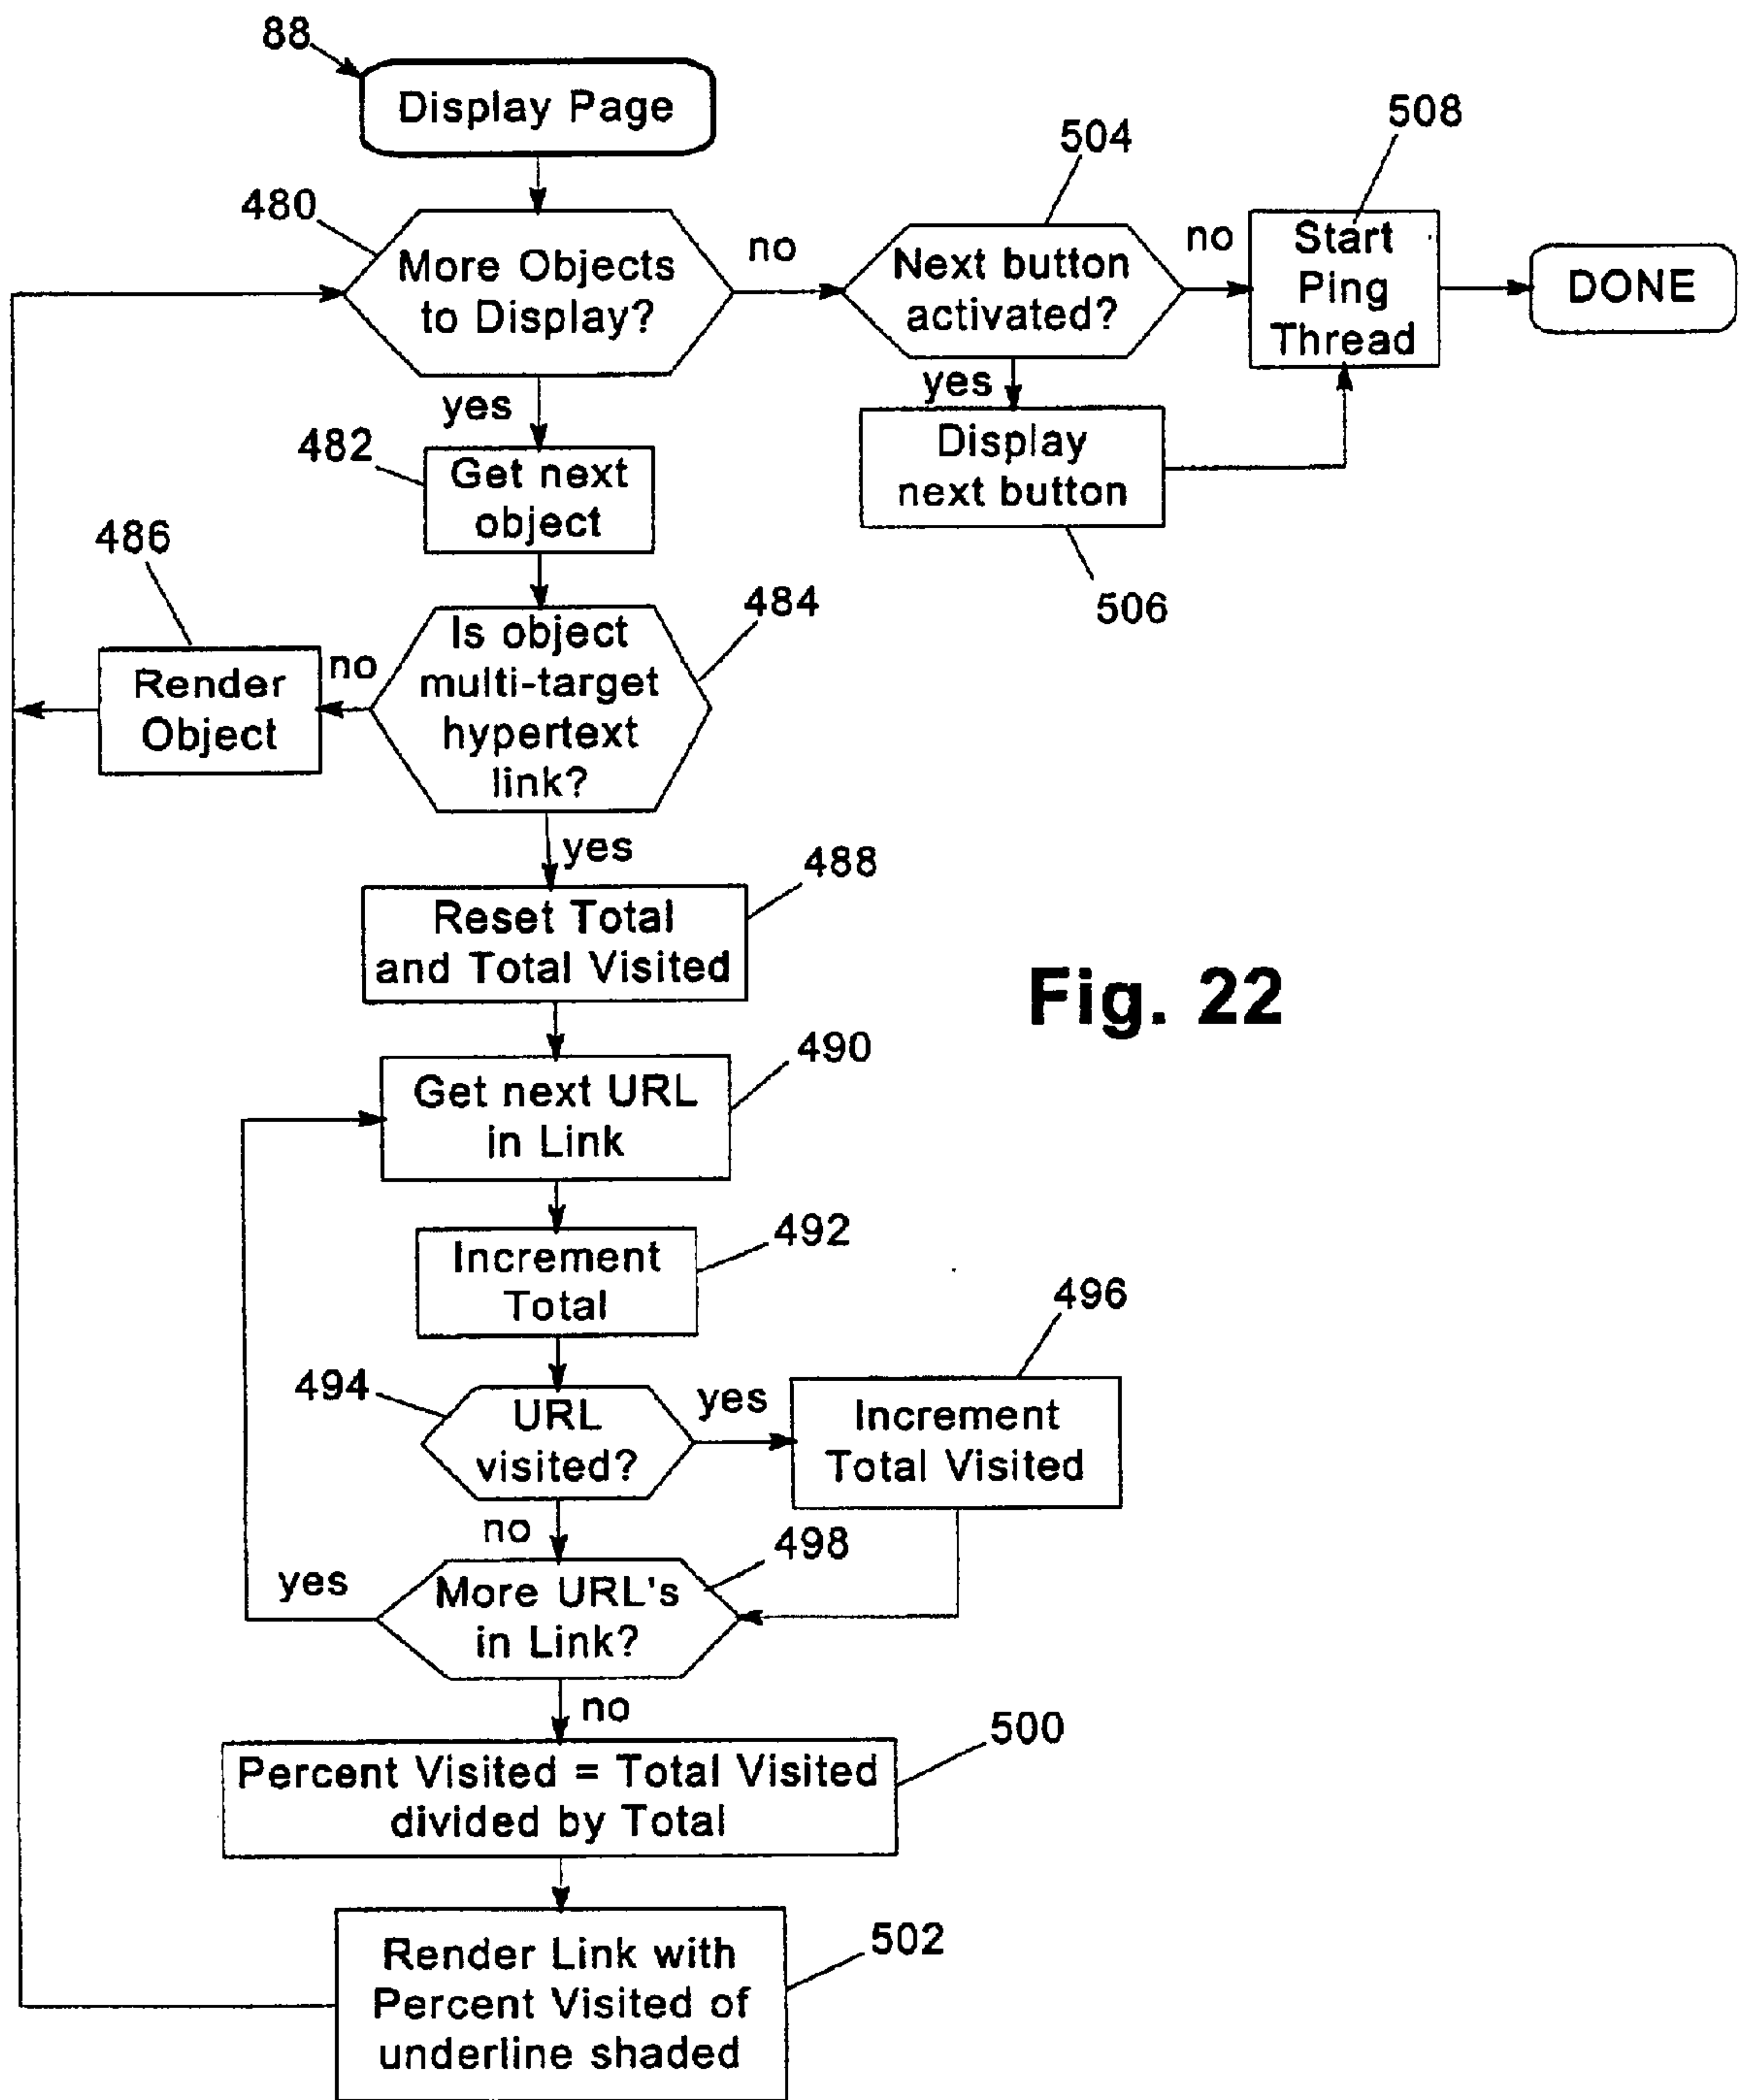 88
Display Page
480
More Objects
to Display?
no
504
Next button
activated?
no
508
Start
Ping
Thread
DONE
yes
yes
482
Get next
object
Display
next button
506
486
484
Render
Object
no
Is object
multi-target
hypertext
link?
yes
488
Reset Total
and Total Visited
Fig. 22
490
Get next URL
in Link
492
Increment
Total
496
494
URL
visited?
yes
Increment
Total Visited
no
498
yes
More URL's
in Link?
no
500
Percent Visited = Total Visited
divided by Total
502
Render Link with
Percent Visited of
underline shaded